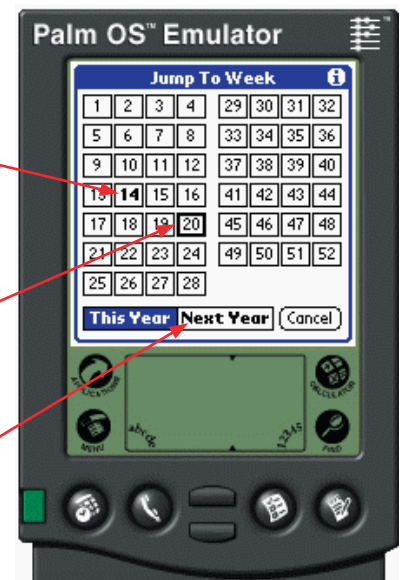 Palm OS™ Emulator
Jump To Week
1 2 3 4 29 30 31 32
5 6 7 8 33 34 35 36
9 10 11 12 37 38 39 40
13 14 15 16 41 42 43 44
17 18 19 20 45 46 47 48
21 22 23 24 49 50 51 52
25 26 27 28
This Year Next Year Cancel
APPLICATIONS CALCULATOR
abcde 12345
MENU FIND